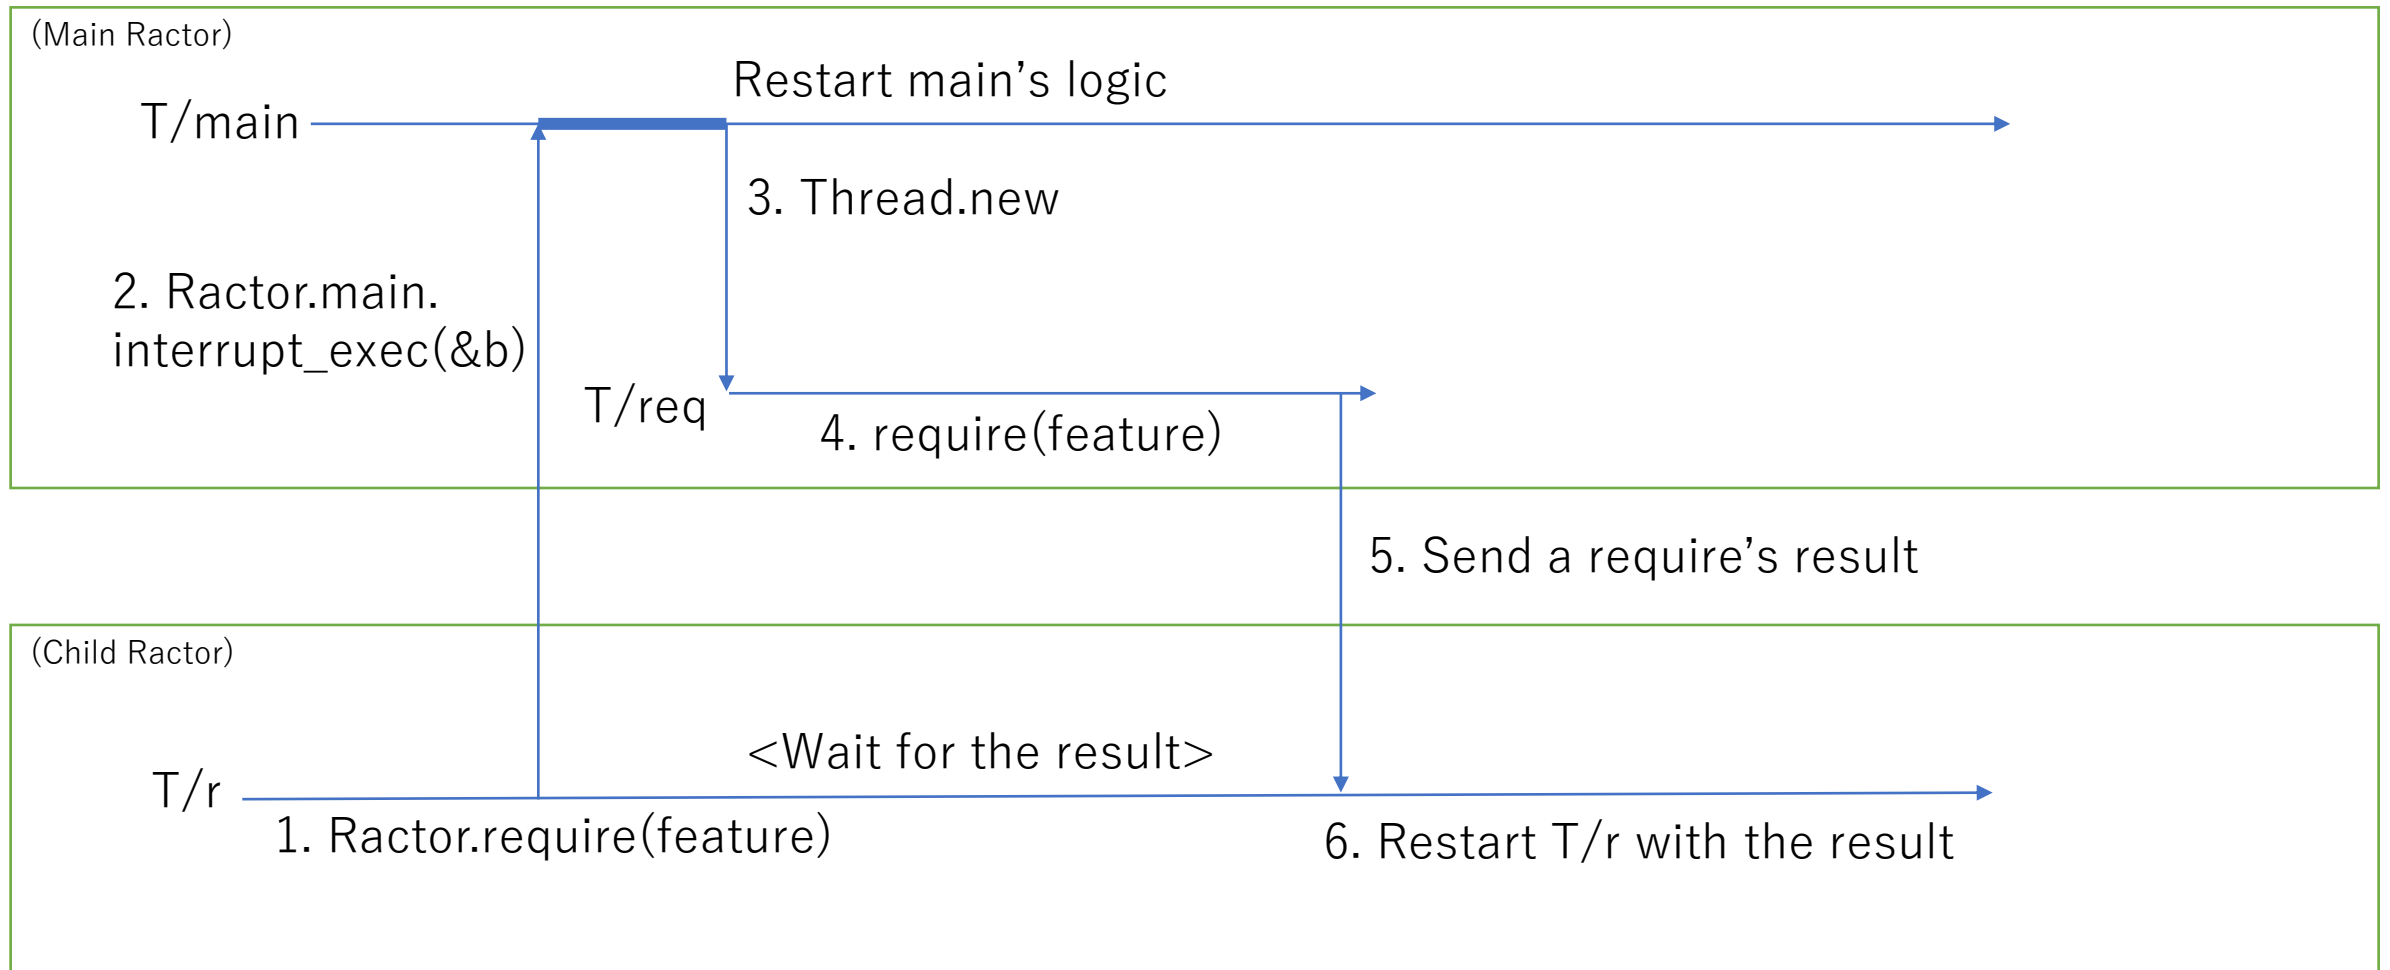 (Main Ractor)
Restart main’s logic
T/main
3. Thread.new
2. Ractor.main.
interrupt_exec(&b)
T/req
4. require(feature)
5. Send a require’s result
(Child Ractor)
<Wait for the result>
T/r
1. Ractor.require(feature)
6. Restart T/r with the result